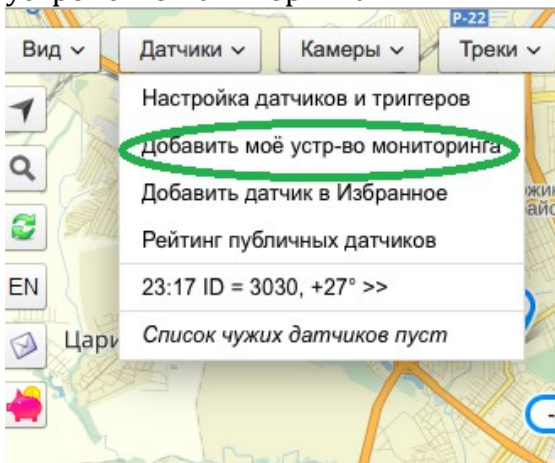 Р-22
Вид
Датчики
Камеры
Треки
Настройка датчиков и триггеров
Добавить моё устр-во мониторинга
Добавить датчик в Избранное
Рейтинг публичных датчиков
EN
23:17 ID = 3030, +27° >>
Цари
Список чужих датчиков пуст